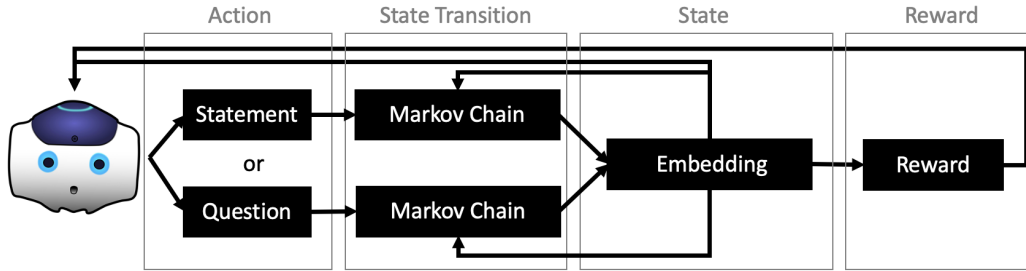 Action
State Transition
State
Reward
Statement
Markov Chain
or
Embedding
Reward
Question
Markov Chain